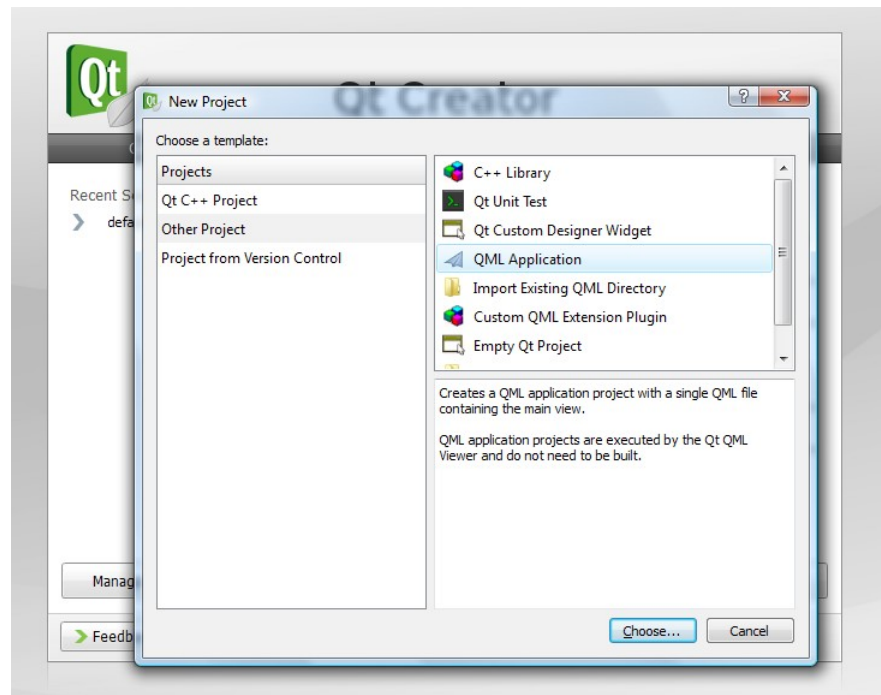 Qt
Qt Creator
New Project
Choose a template:
Projects
Qt C++ Project
Other Project
Project from Version Control
C++ Library
Qt Unit Test
Qt Custom Designer Widget
QML Application
Import Existing QML Directory
Custom QML Extension Plugin
Empty Qt Project
Creates a QML application project with a single QML file
containing the main view.
QML application projects are executed by the Qt QML
Viewer and do not need to be built.
Choose...
Cancel
Recent S
defa
Manag
Feedb